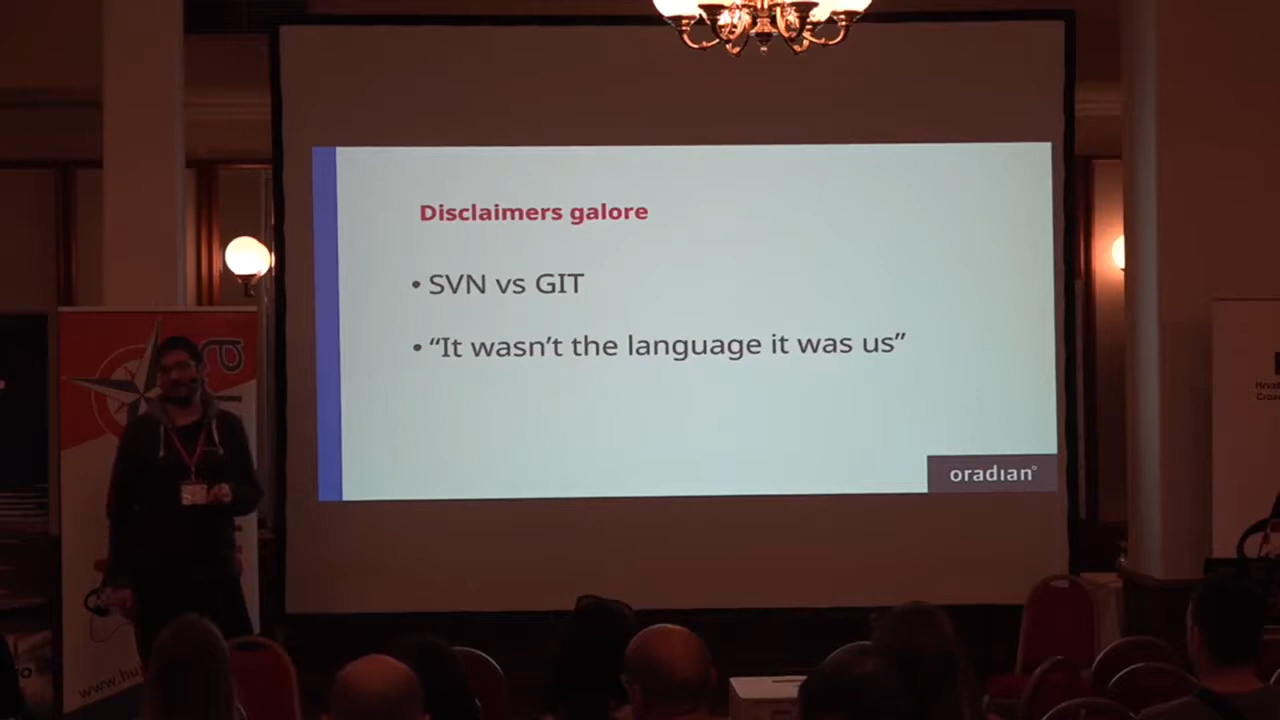 Disclaimers galore
• SVN vs GIT
• “It wasn’t the language it was us”
oradian